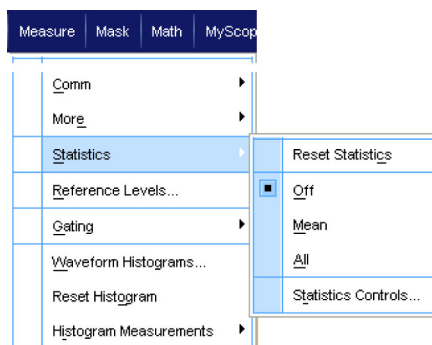 Measure Mask Math MyScop
Comm
More
Statistics
Reference Levels...
Gating
Waveform Histograms...
Reset Histogram
Histogram Measurements
Reset Statistics
Off
Mean
All
Statistics Controls...